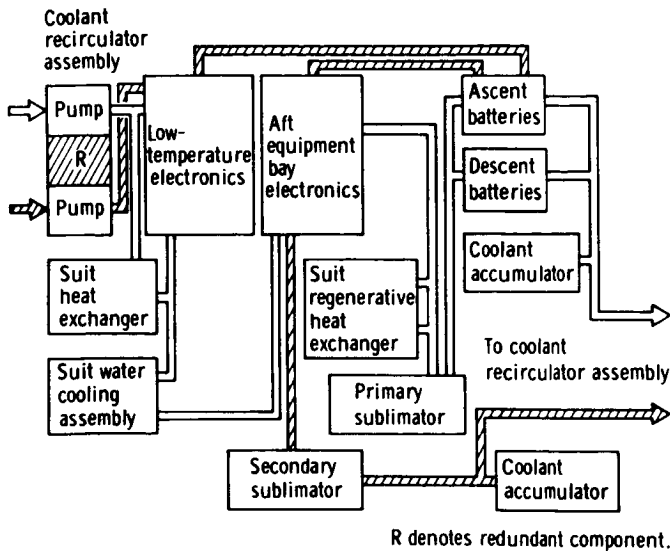 Coolant
recirculator
assembly
Pump
R
Pump
Low-
temperature
electronics
Aft
equipment
bay
electronics
Ascent
batteries
Descent
batteries
Coolant
accumulator
Suit
heat
exchanger
Suit
regenerative
heat
exchanger
Suit water
cooling
assembly
Primary
sublimator
To coolant
recirculator assembly
Secondary
sublimator
Coolant
accumulator
R denotes redundant component.